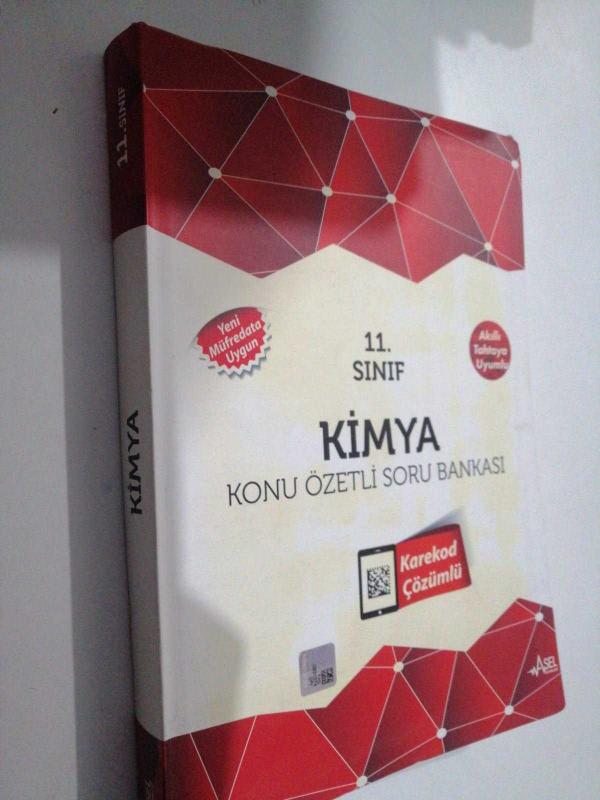 11. SINIF
KİMYA
Yeni
Müfredata
Uygun
11.
SINIF
Akıllı
Tahtaya
Uyumlu
KİMYA
KONU ÖZETLİ SORU BANKASI
Karekod
Çözümlü
ASEL